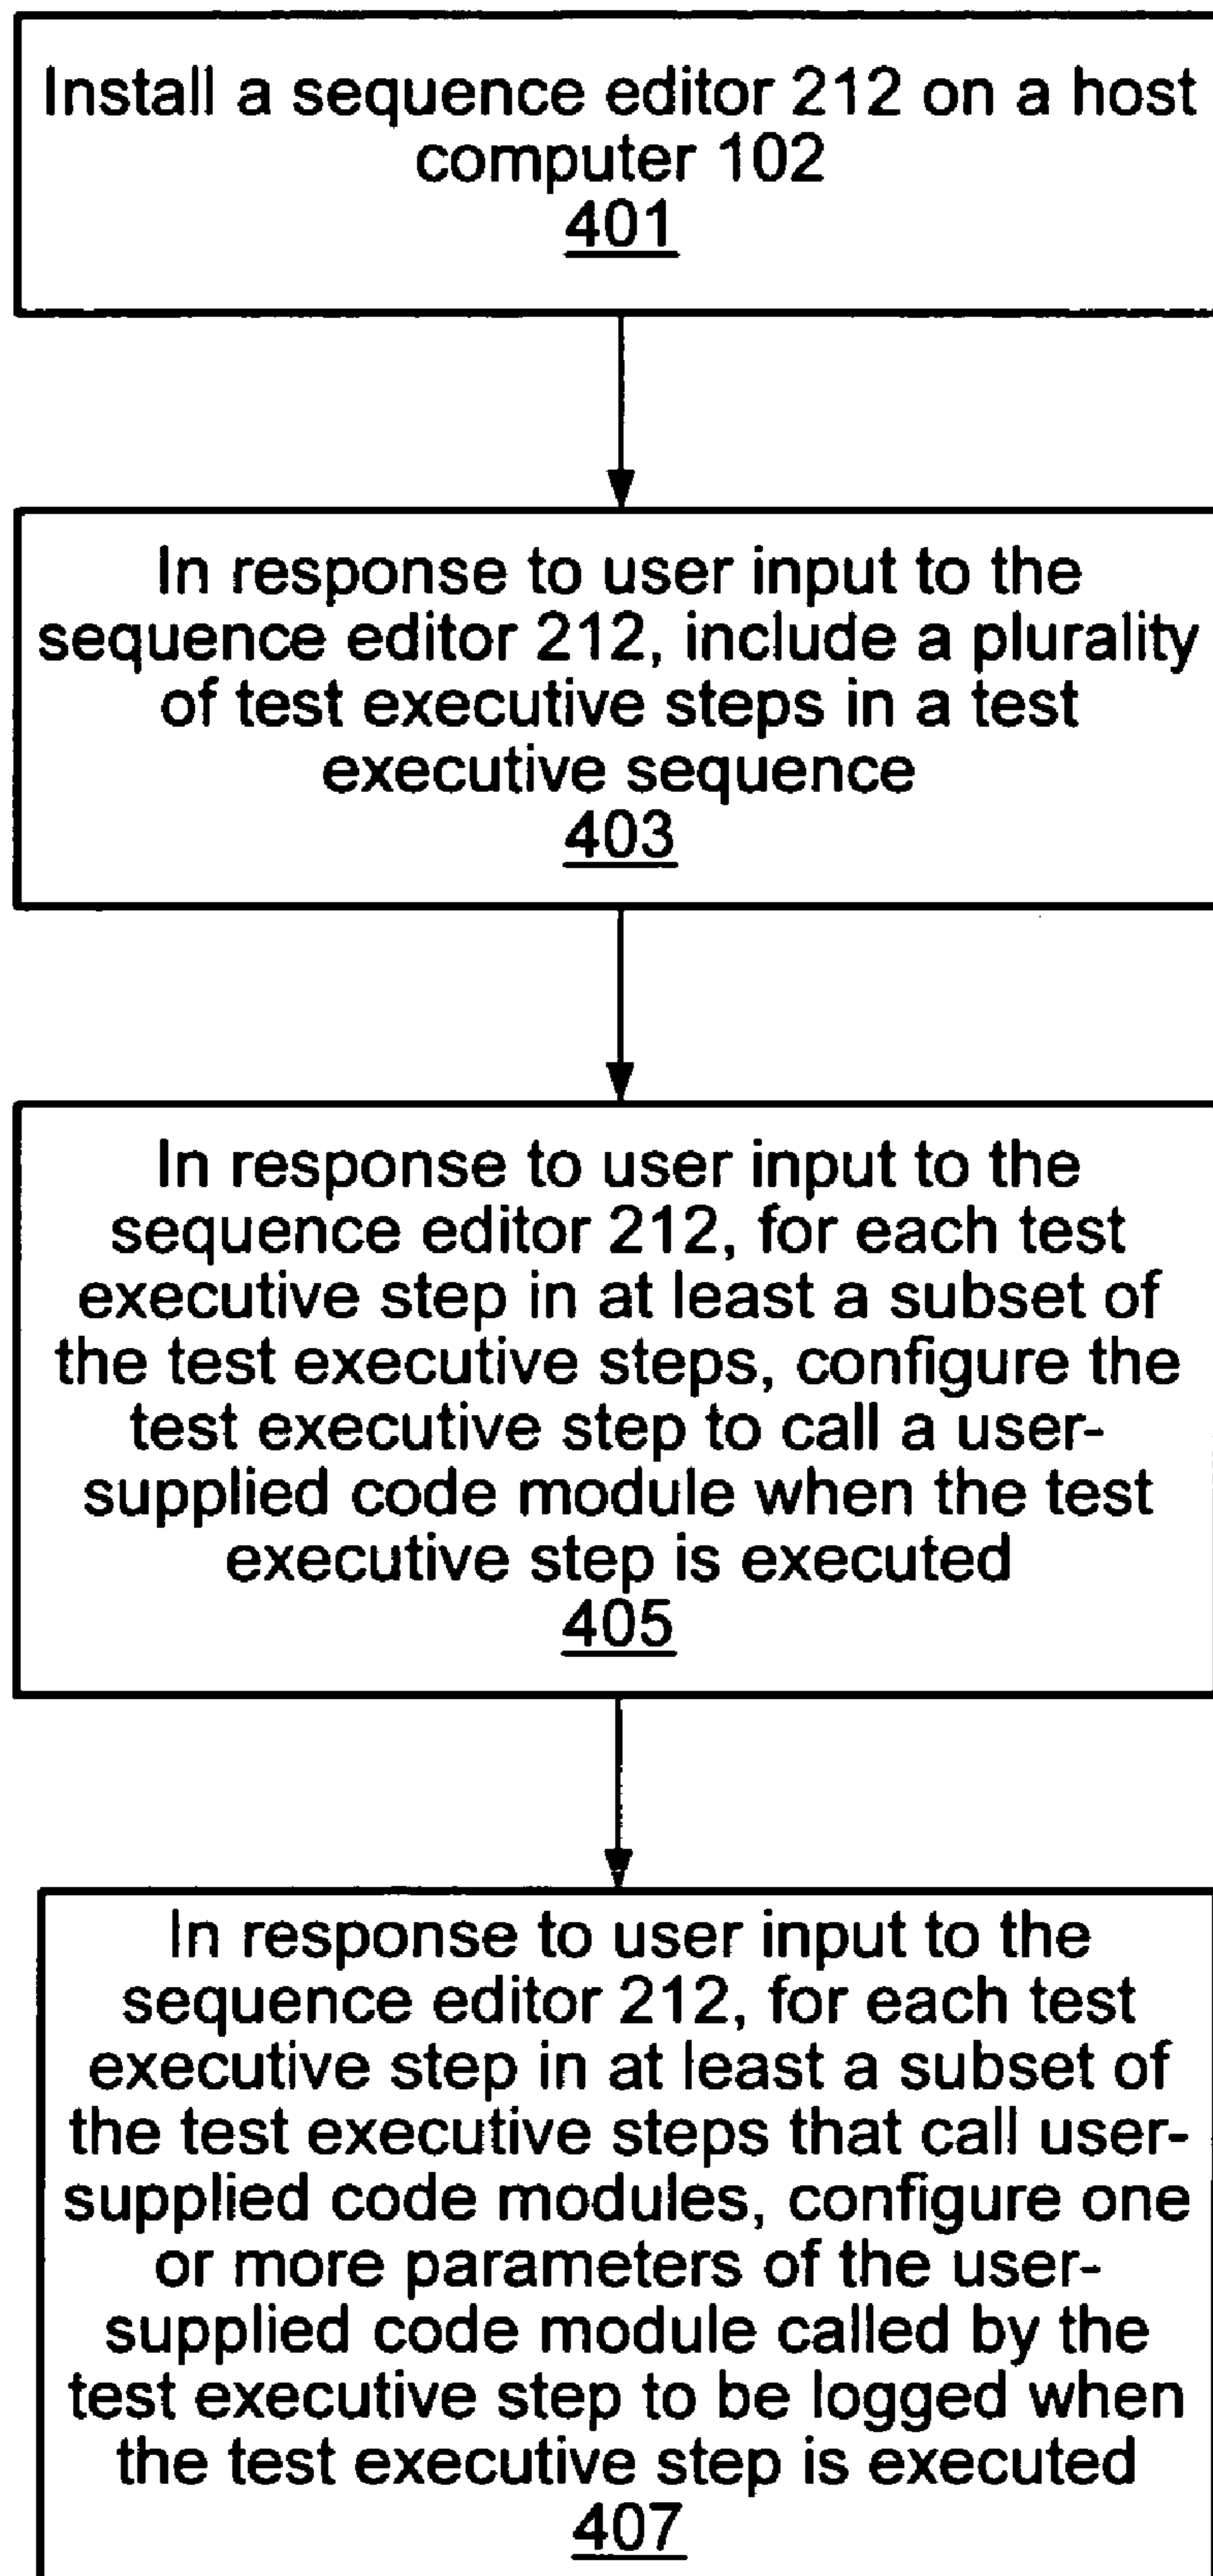 Install a sequence editor 212 on a host
computer 102
401
In response to user input to the
sequence editor 212, include a plurality
of test executive steps in a test
executive sequence
403
In response to user input to the
sequence editor 212, for each test
executive step in at least a subset of
the test executive steps, configure the
test executive step to call a user-
supplied code module when the test
executive step is executed
405
In response to user input to the
sequence editor 212, for each test
executive step in at least a subset of
the test executive steps that call user-
supplied code modules, configure one
or more parameters of the user-
supplied code module called by the
test executive step to be logged when
the test executive step is executed
407